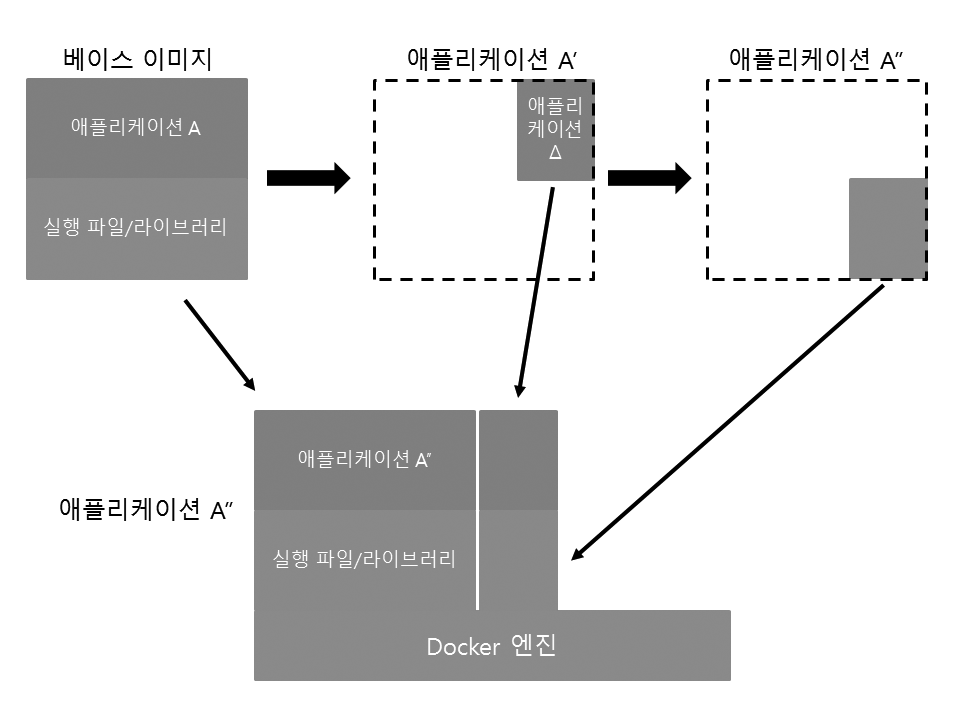 베이스 이미지
애플리케이션 A′
애플리케이션 A″
애플리케이션 A
실행 파일/라이브러리
애플리
케이션
Δ
애플리케이션 A″
애플리케이션 A″
실행 파일/라이브러리
Docker 엔진